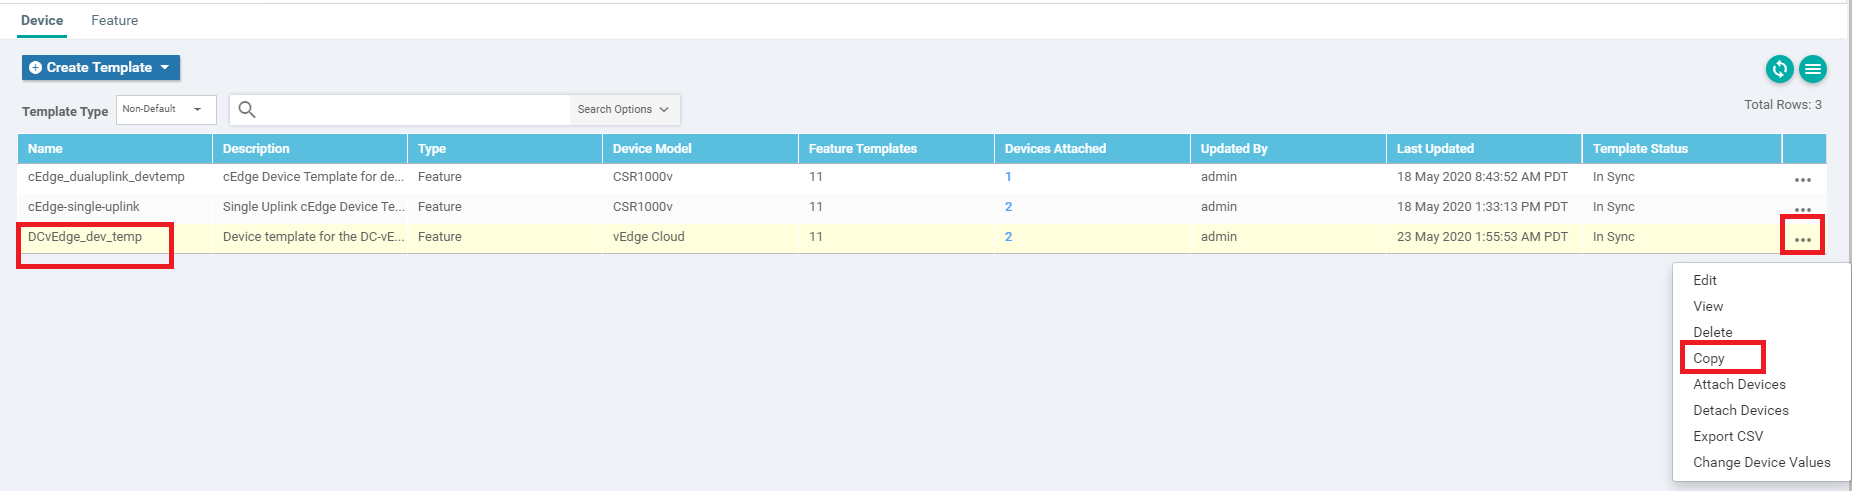 Device Feature
Create Template
Template Type Non-Default Search Options Total Rows: 3
Name Description Type Device Model Feature Templates Devices Attached Updated By Last Updated Template Status
cEdge_dualuplink_devtemp cEdge Device Template for de... Feature CSR1000v 11 1 admin 18 May 2020 8:43:52 AM PDT In Sync
cEdge-single-uplink Single Uplink cEdge Device Te... Feature CSR1000v 11 2 admin 18 May 2020 1:33:13 PM PDT In Sync
DCvEdge_dev_temp Device template for the DC-vE... Feature vEdge Cloud 11 2 admin 23 May 2020 1:55:53 AM PDT In Sync
Edit
View
Delete
Copy
Attach Devices
Detach Devices
Export CSV
Change Device Values